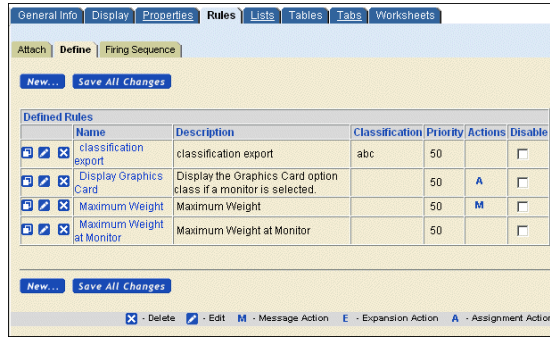 General Info Display Properties Rules Lists Tables Tabs Worksheets
Attach Define Firing Sequence
New... Save All Changes
Defined Rules
Name Description Classification Priority Actions Disable
classification export classification export abc 50
Display Graphics Card Display the Graphics Card option class if a monitor is selected. 50 A
Maximum Weight Maximum Weight 50 M
Maximum Weight at Monitor Maximum Weight at Monitor 50
New... Save All Changes
- Delete - Edit M - Message Action E - Expansion Action A - Assignment Action